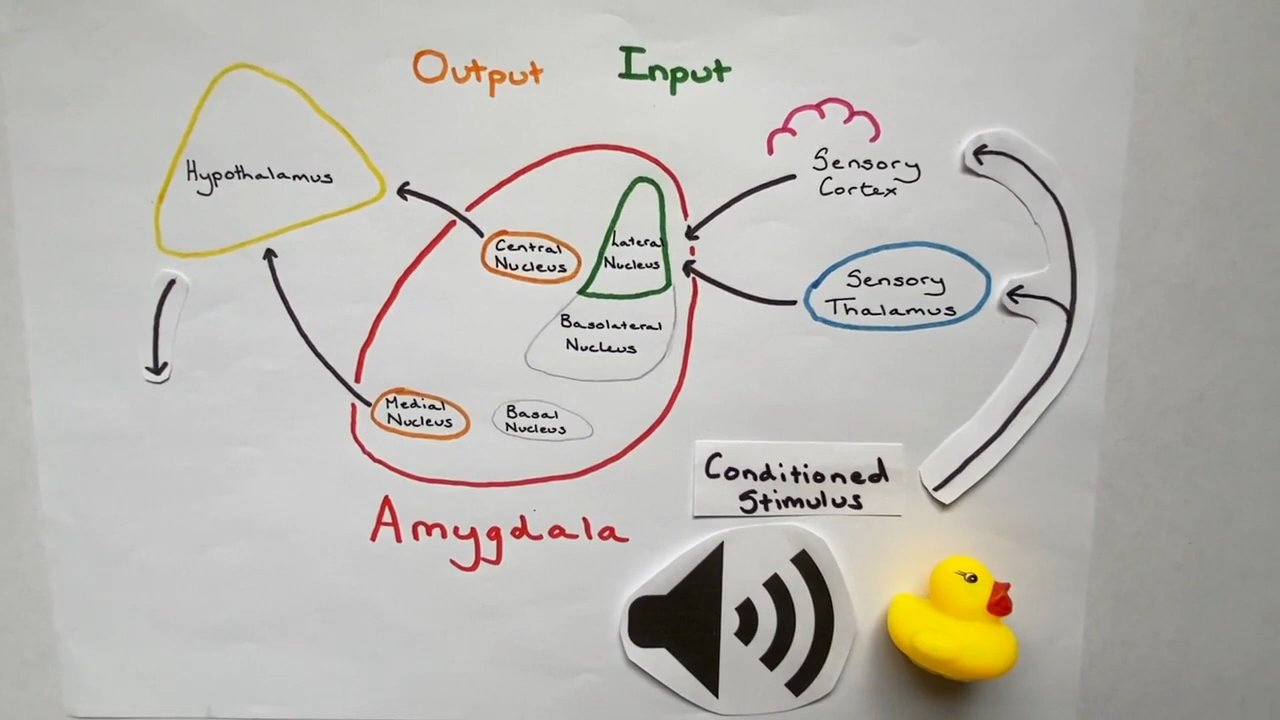 Output
Input
Hypothalamus
Sensory
Cortex
Central
Nucleus
Lateral
Nucleus
Sensory
Thalamus
Basolateral
Nucleus
Medial
Nucleus
Basal
Nucleus
Conditioned
Stimulus
Amygdala